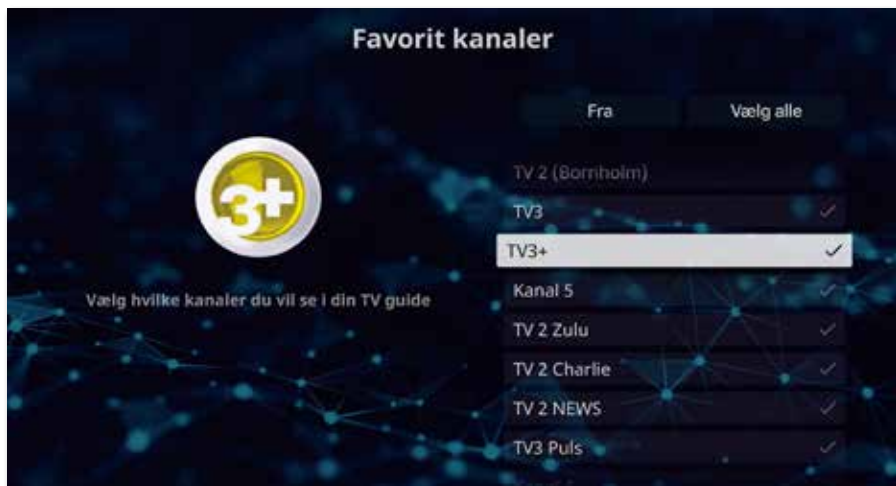 Favorit kanaler
Fra
Vælg alle
3+
Vælg hvilke kanaler du vil se i din TV guide
TV 2 (Bornholm)
TV3
TV3+
Kanal 5
TV 2 Zulu
TV 2 Charlie
TV 2 NEWS
TV3 Puls